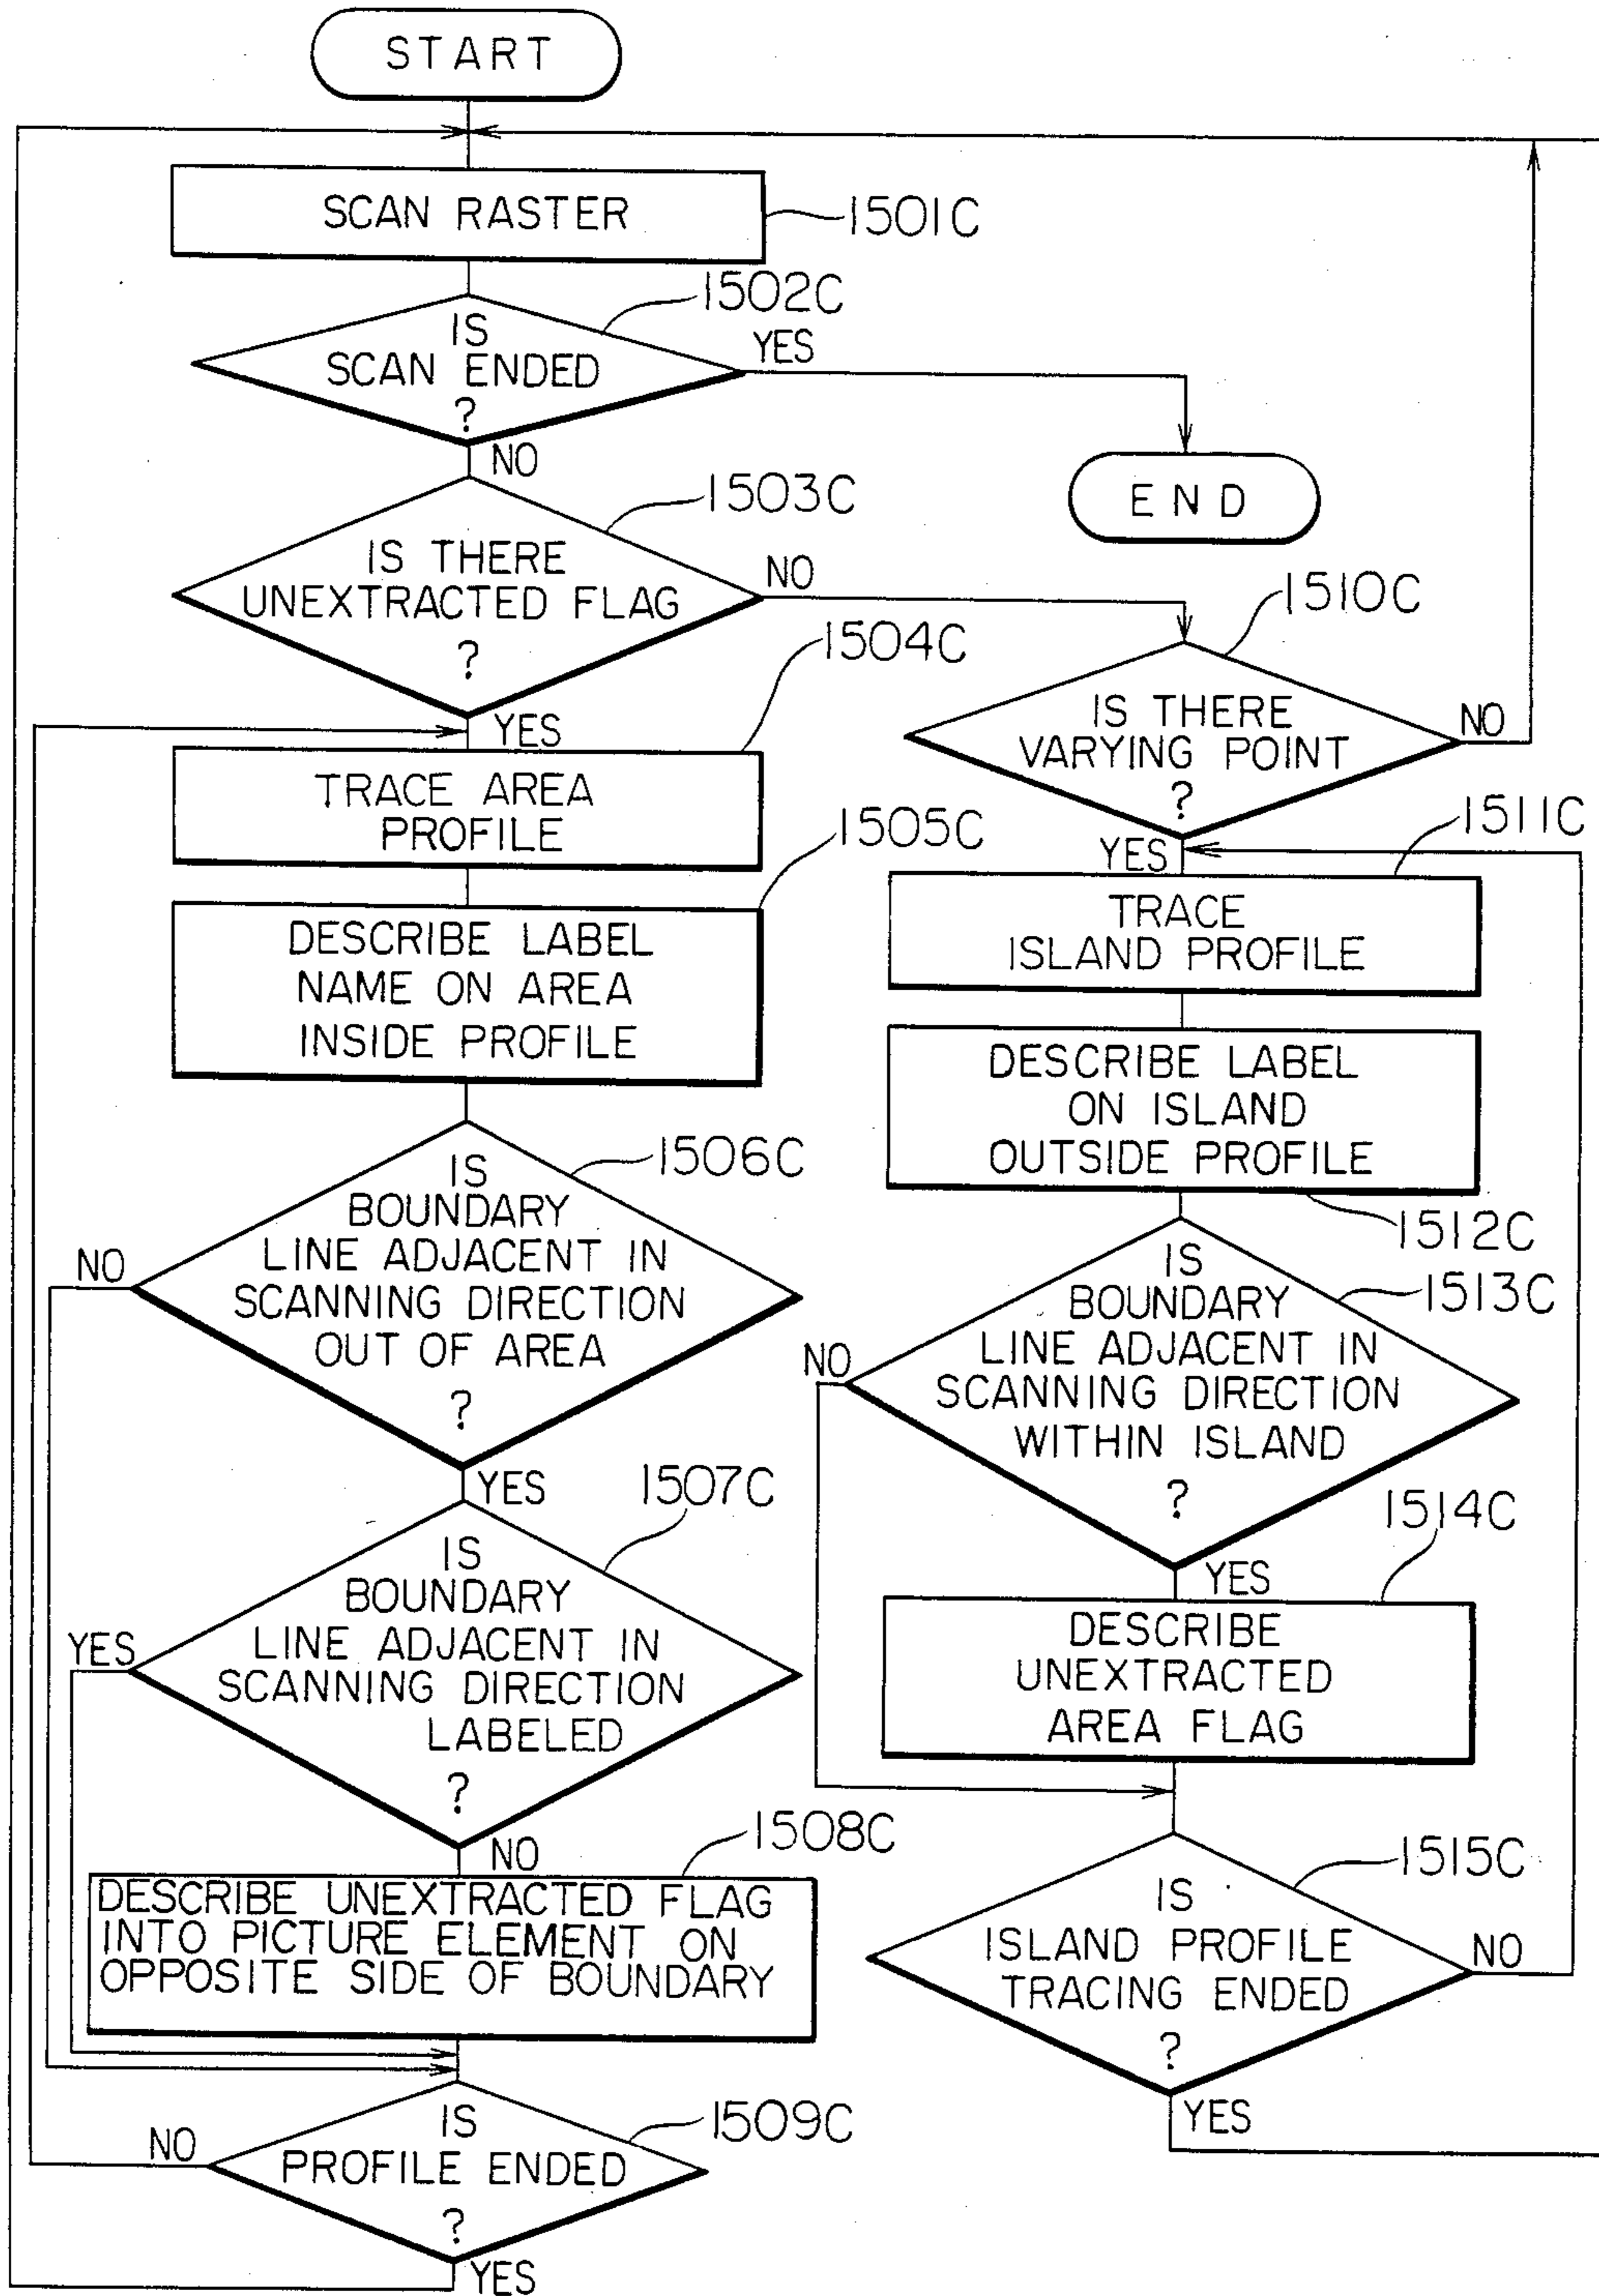 START
SCAN RASTER
1501C
1502C
IS
SCAN ENDED
?
YES
NO
END
1503C
IS THERE
UNEXTRACTED FLAG
?
NO
YES
1504C
TRACE AREA
PROFILE
1505C
DESCRIBE LABEL
NAME ON AREA
INSIDE PROFILE
1506C
IS
BOUNDARY
LINE ADJACENT IN
SCANNING DIRECTION
OUT OF AREA
?
NO
YES
1507C
IS
BOUNDARY
LINE ADJACENT IN
SCANNING DIRECTION
LABELED
?
YES
NO
1508C
DESCRIBE UNEXTRACTED FLAG
INTO PICTURE ELEMENT ON
OPPOSITE SIDE OF BOUNDARY
1509C
IS
PROFILE ENDED
?
NO
YES
1510C
IS THERE
VARYING POINT
?
NO
YES
1511C
TRACE
ISLAND PROFILE
DESCRIBE LABEL
ON ISLAND
OUTSIDE PROFILE
1512C
1513C
IS
BOUNDARY
LINE ADJACENT IN
SCANNING DIRECTION
WITHIN ISLAND
?
NO
YES
1514C
DESCRIBE
UNEXTRACTED
AREA FLAG
1515C
IS
ISLAND PROFILE
TRACING ENDED
?
NO
YES